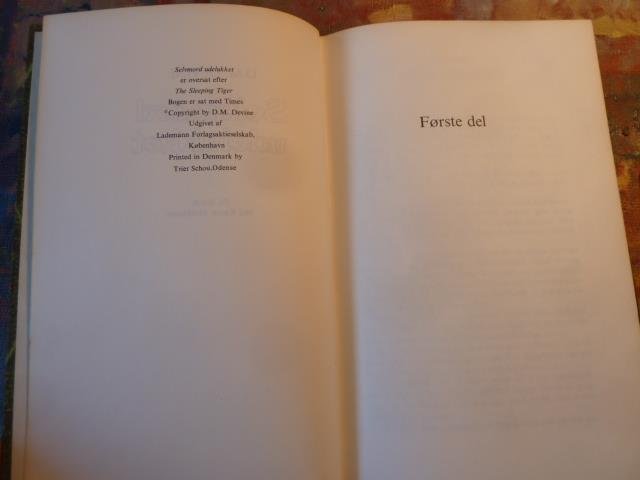 Selvmord udelukket
er oversat efter
The Sleeping Tiger
Bogen er sat med Times
©Copyright by D.M. Devine
Udgivet af
Lademann Forlagsaktieselskab,
København
Printed in Denmark by
Trier Schou, Odense
Første del